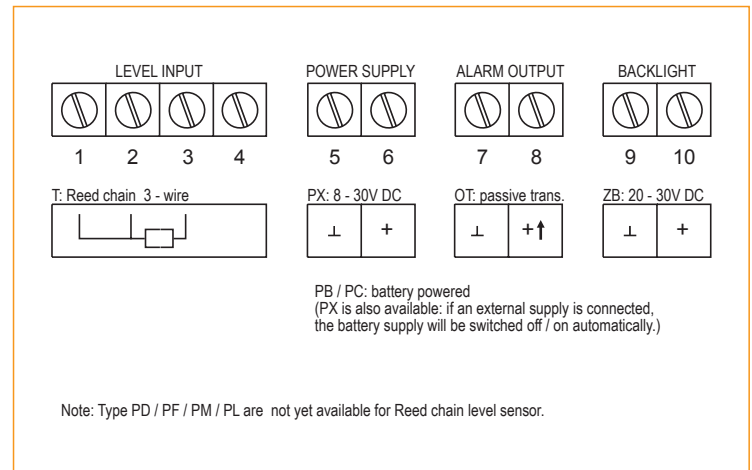 LEVEL INPUT POWER SUPPLY ALARM OUTPUT BACKLIGHT
1 2 3 4 5 6 7 8 9 10
T: Reed chain 3 - wire PX: 8 - 30V DC OT: passive trans. ZB: 20 - 30V DC
⊥ + ⊥ + ⊥ +
PB / PC: battery powered
(PX is also available: if an external supply is connected,
the battery supply will be switched off / on automatically.)
Note: Type PD / PF / PM / PL are not yet available for Reed chain level sensor.